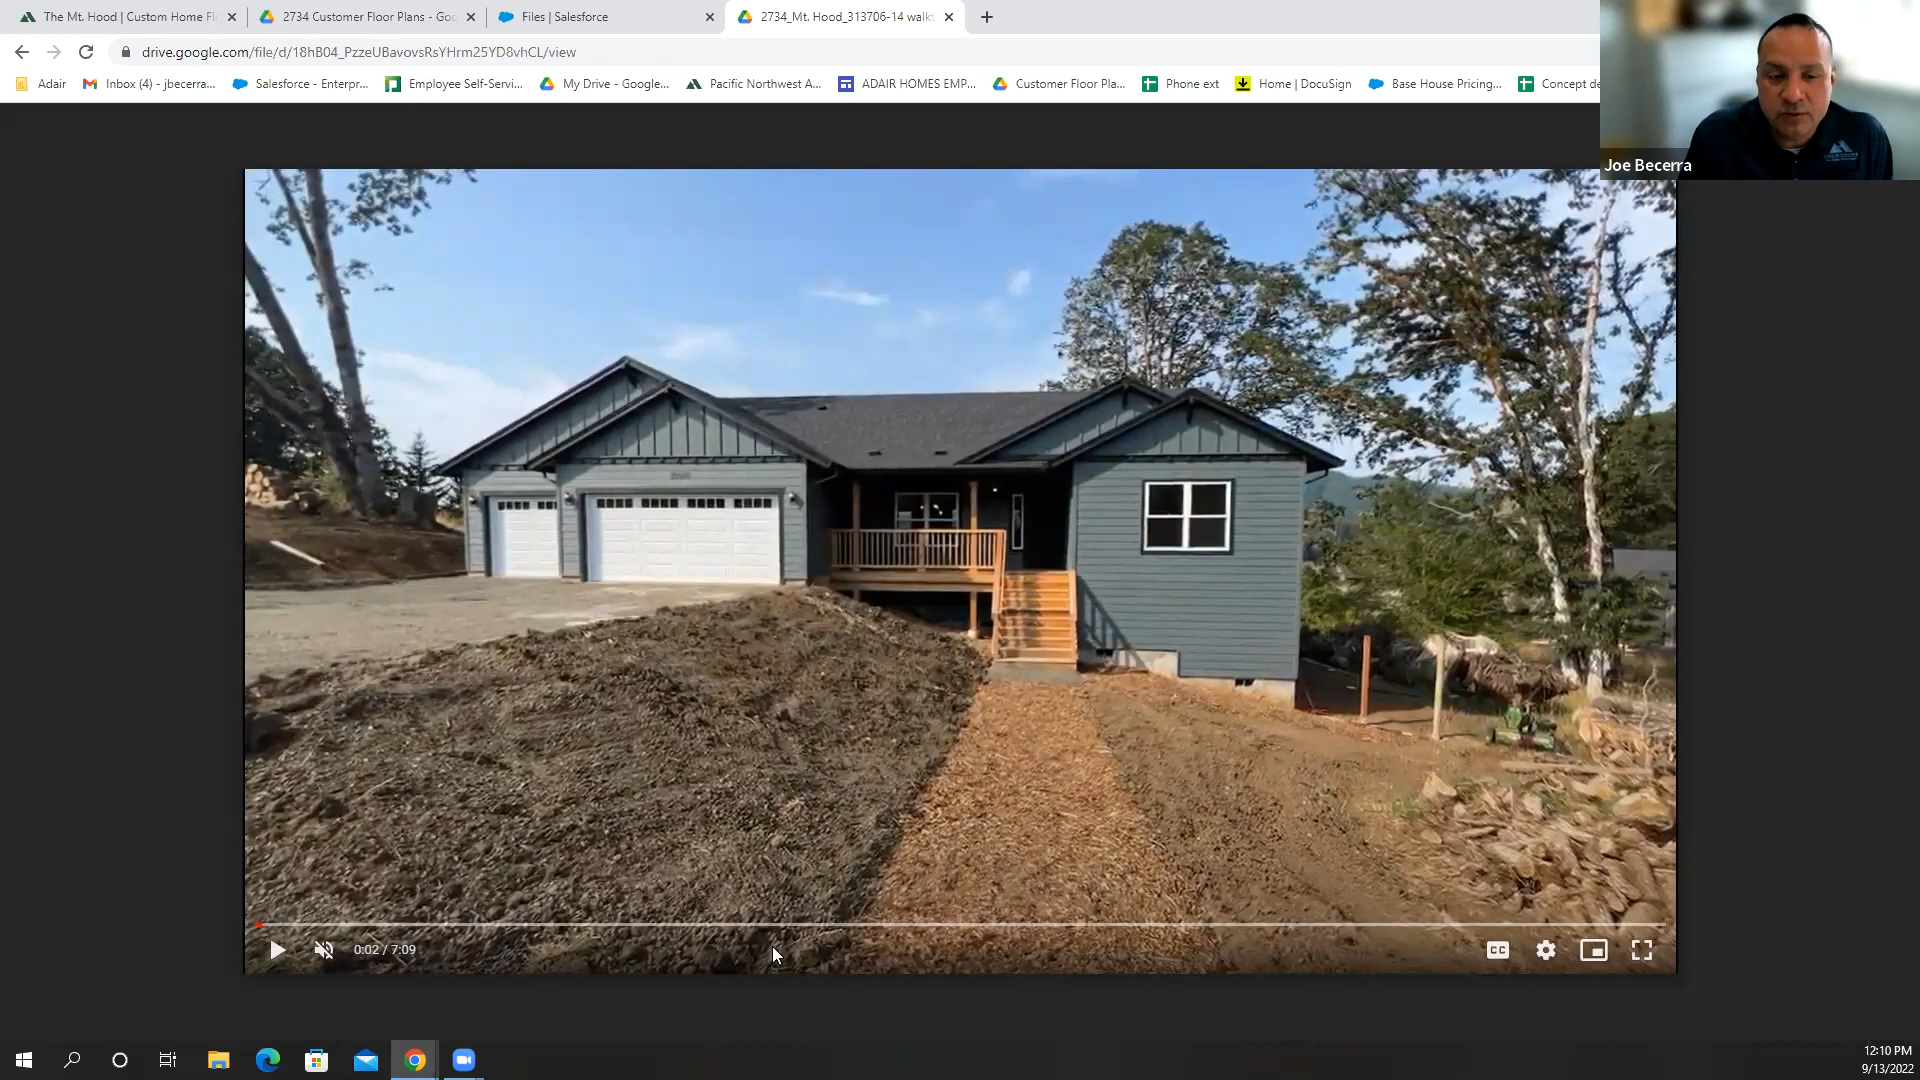 The Mt. Hood | Custom Home Fl
2734 Customer Floor Plans - Goo
Files | Salesforce
2734_Mt. Hood_313706-14 walkt
drive.google.com/file/d/18hB04_PzzeUBavovsRsYHrm25YD8vhCL/view
Adair
Inbox (4) - jbecerra...
Salesforce - Enterpr...
Employee Self-Servi...
My Drive - Google...
Pacific Northwest A...
ADAIR HOMES EMP...
Customer Floor Pla...
Phone ext
Home | DocuSign
Base House Pricing...
Concept de
Joe Becerra
0:02 / 7:09
CC
12:10 PM
9/13/2022